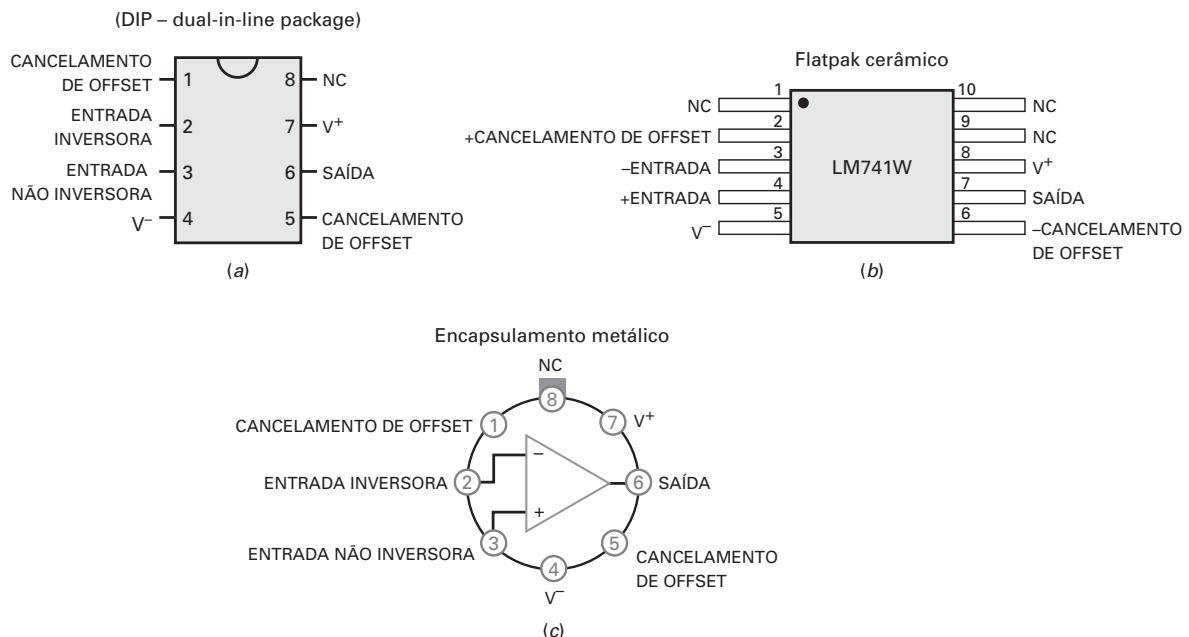 (DIP – dual-in-line package)
CANCELAMENTO
DE OFFSET
1
8
NC
ENTRADA
INVERSORA
2
7
V+
ENTRADA
NÃO INVERSORA
3
6
SAÍDA
V–
4
5
CANCELAMENTO
DE OFFSET
(a)
Flatpak cerâmico
NC
1
10
NC
+CANCELAMENTO DE OFFSET
2
9
NC
–ENTRADA
3
LM741W
8
V+
+ENTRADA
4
7
SAÍDA
V–
5
6
–CANCELAMENTO
DE OFFSET
(b)
Encapsulamento metálico
NC
8
CANCELAMENTO DE OFFSET
1
7
V+
ENTRADA INVERSORA
2
–
6
SAÍDA
+
ENTRADA NÃO INVERSORA
3
5
CANCELAMENTO
DE OFFSET
4
V–
(c)